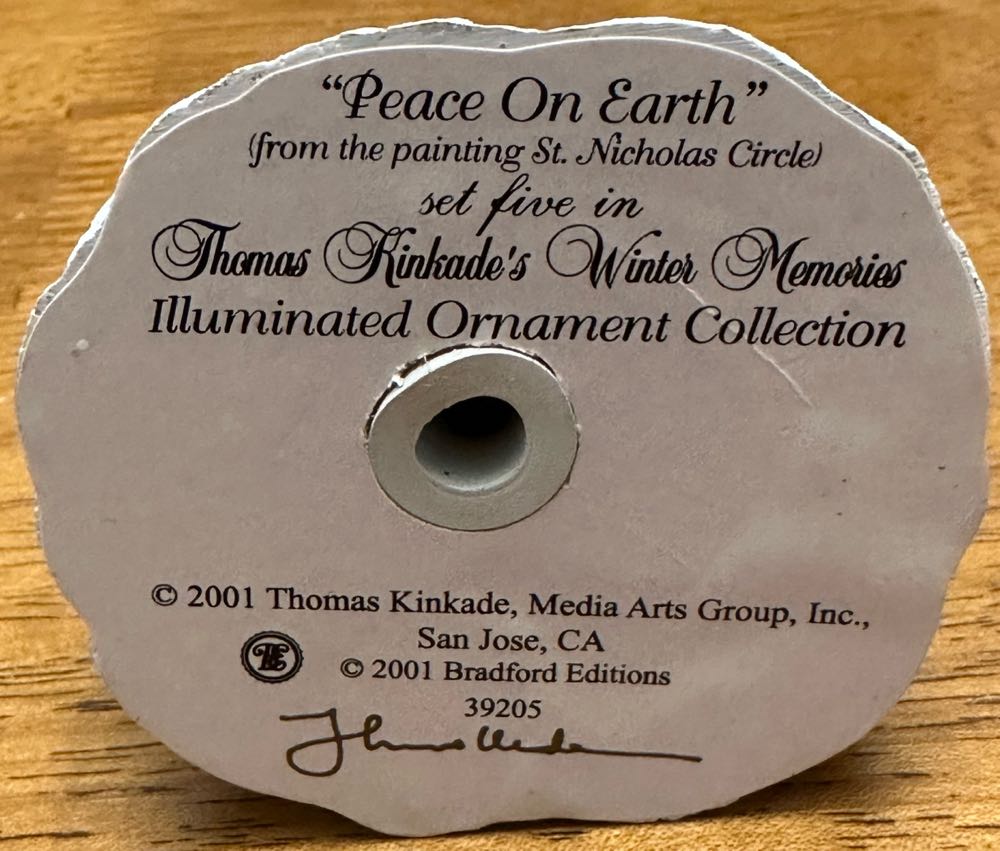 “Peace On Earth”
(from the painting St. Nicholas Circle)
set five in
Thomas Kinkade's Winter Memories
Illuminated Ornament Collection
© 2001 Thomas Kinkade, Media Arts Group, Inc.,
San Jose, CA
© 2001 Bradford Editions
39205